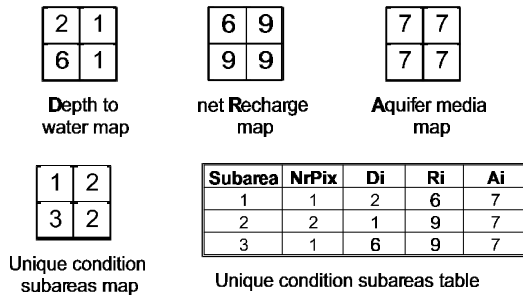 2 1
6 1
Depth to
water map
6 9
9 9
net Recharge
map
7 7
7 7
Aquifer media
map
1 2
3 2
Unique condition
subareas map
Subarea NrPix Di Ri Ai
1 1 2 6 7
2 2 1 9 7
3 1 6 9 7
Unique condition subareas table